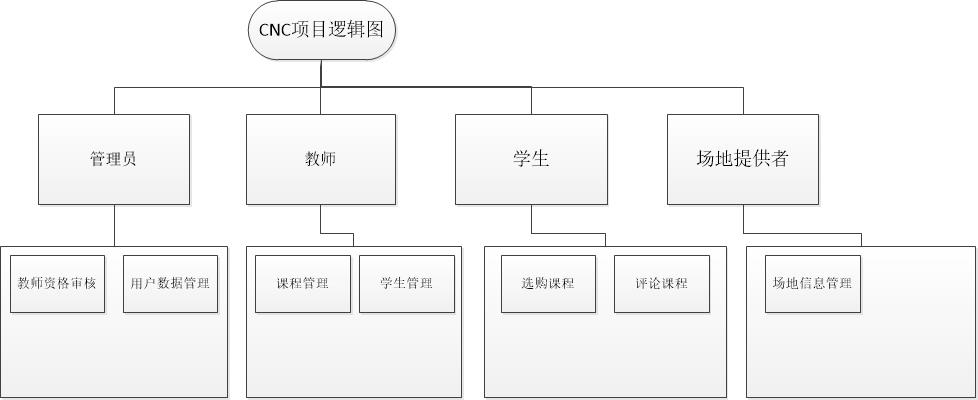 CNC项目逻辑图
管理员
教师
学生
场地提供者
教师资格审核
用户数据管理
课程管理
学生管理
选购课程
评论课程
场地信息管理